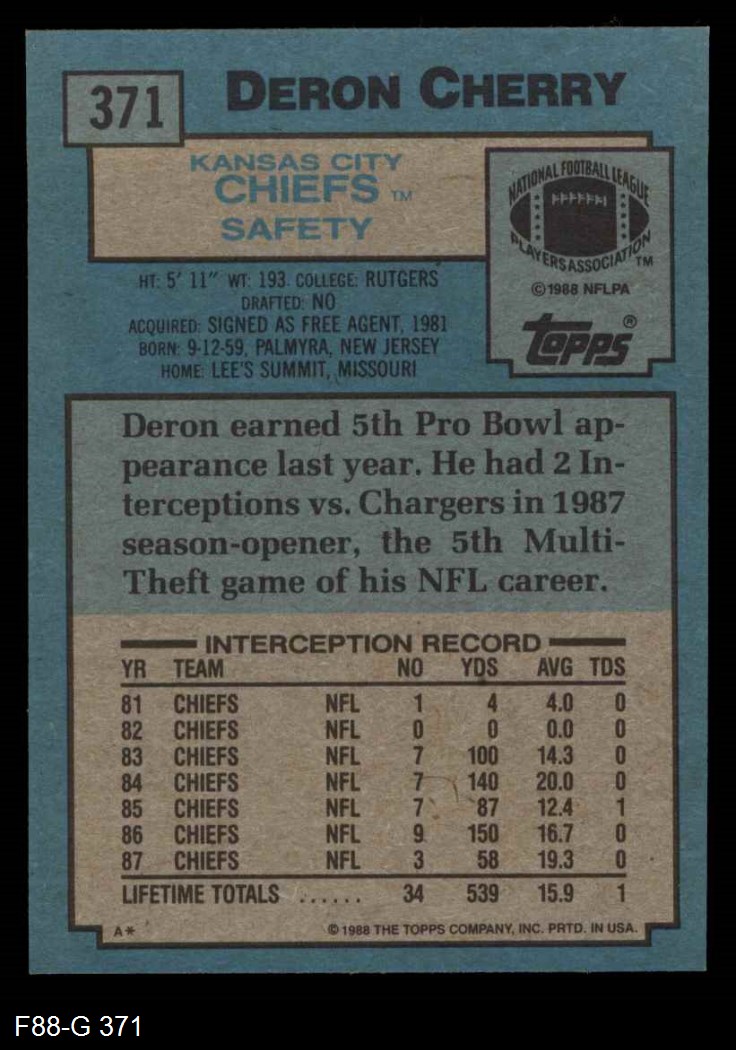 371
DERON CHERRY
KANSAS CITY
CHIEFS TM
SAFETY
NATIONAL FOOTBALL LEAGUE
PLAYERS ASSOCIATION TM
©1988 NFLPA
topps®
HT: 5' 11" WT: 193 COLLEGE: RUTGERS
DRAFTED: NO
ACQUIRED: SIGNED AS FREE AGENT, 1981
BORN: 9-12-59, PALMYRA, NEW JERSEY
HOME: LEE'S SUMMIT, MISSOURI
Deron earned 5th Pro Bowl ap-
pearance last year. He had 2 In-
terceptions vs. Chargers in 1987
season-opener, the 5th Multi-
Theft game of his NFL career.
INTERCEPTION RECORD
YR TEAM NO YDS AVG TDS
81 CHIEFS NFL 1 4 4.0 0
82 CHIEFS NFL 0 0 0.0 0
83 CHIEFS NFL 7 100 14.3 0
84 CHIEFS NFL 7 140 20.0 0
85 CHIEFS NFL 7 87 12.4 1
86 CHIEFS NFL 9 150 16.7 0
87 CHIEFS NFL 3 58 19.3 0
LIFETIME TOTALS ...... 34 539 15.9 1
A* © 1988 THE TOPPS COMPANY, INC. PRTD. IN USA.
F88-G 371